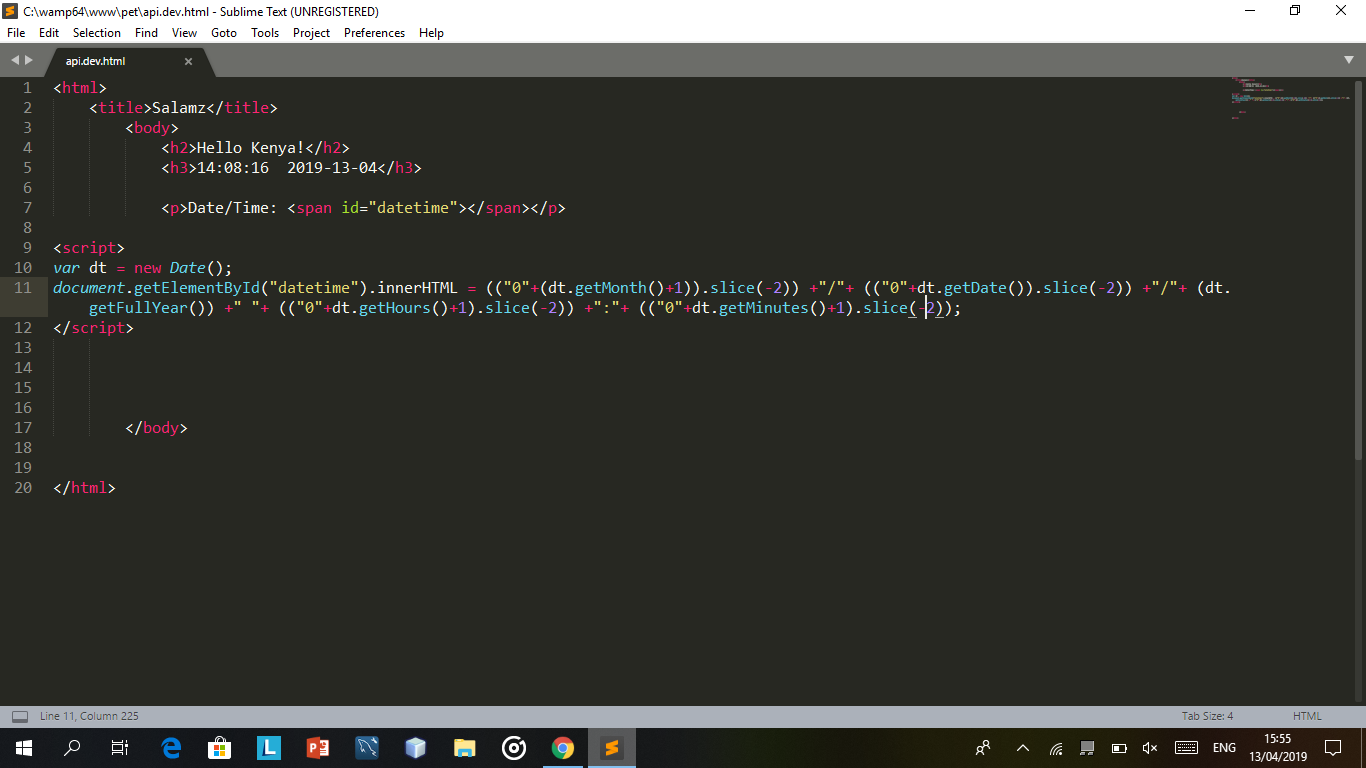 C:\wamp64\www\pet\api.dev.html - Sublime Text (UNREGISTERED)
File Edit Selection Find View Goto Tools Project Preferences Help
api.dev.html
1 <html>
2 <title>Salamz</title>
3 <body>
4 <h2>Hello Kenya!</h2>
5 <h3>14:08:16  2019-13-04</h3>
6
7 <p>Date/Time: <span id="datetime"></span></p>
8
9 <script>
10 var dt = new Date();
11 document.getElementById("datetime").innerHTML = (("0"+(dt.getMonth()+1)).slice(-2)) +"/"+ (("0"+dt.getDate()).slice(-2)) +"/"+ (dt.
getFullYear()) +" "+ (("0"+dt.getHours()+1).slice(-2)) +":"+ (("0"+dt.getMinutes()+1).slice(-2));
12 </script>
13
14
15
16
17 </body>
18
19
20 </html>
Line 11, Column 225 Tab Size: 4 HTML
ENG 15:55
13/04/2019